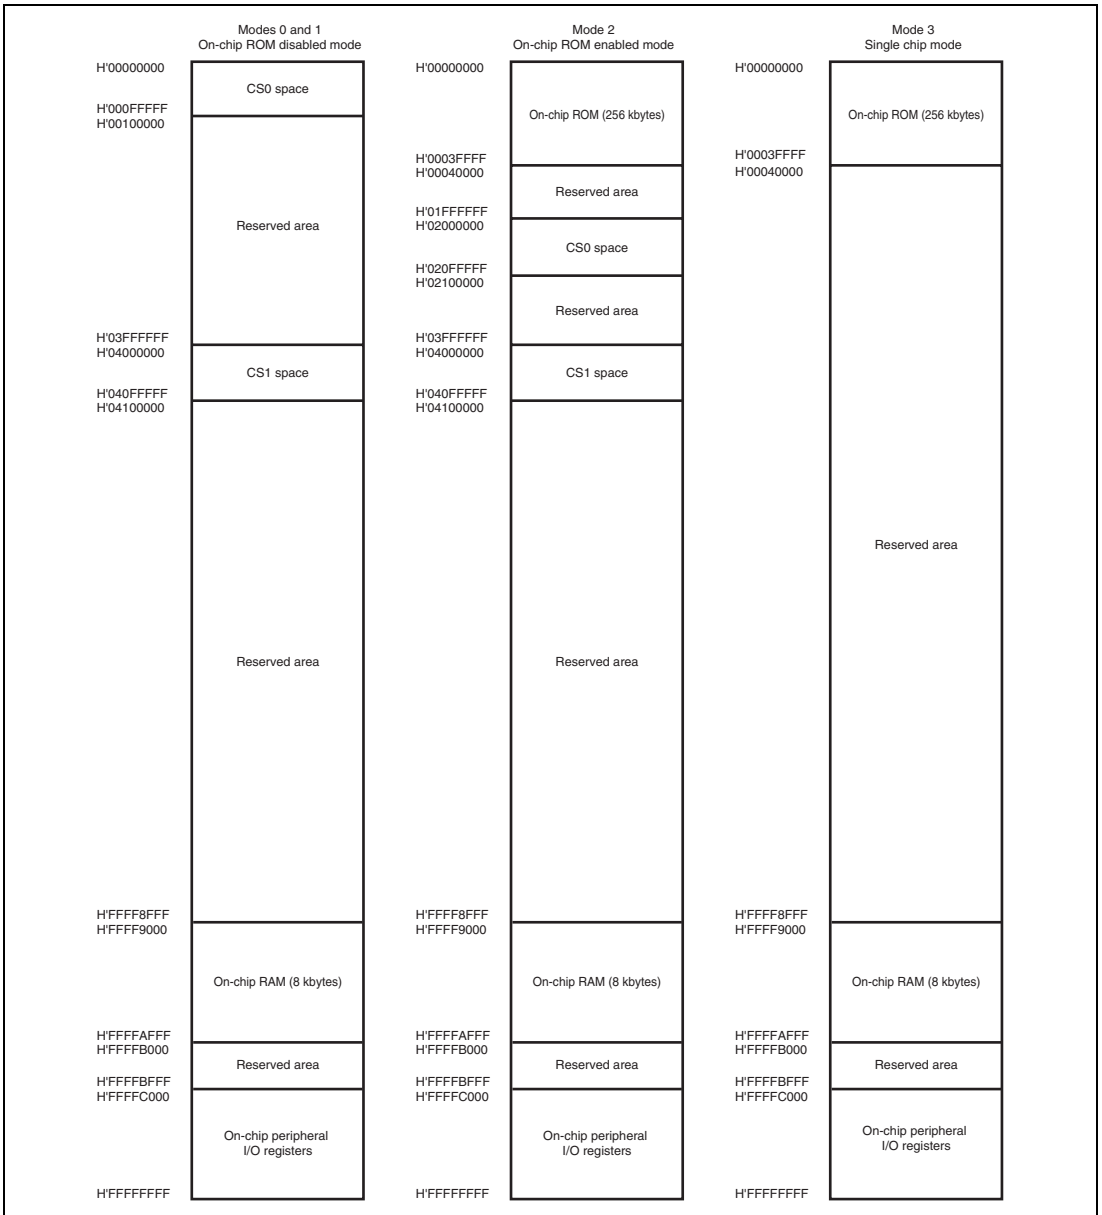 Modes 0 and 1
On-chip ROM disabled mode
H'00000000
CS0 space
H'000FFFFF
H'00100000
Reserved area
H'03FFFFFF
H'04000000
CS1 space
H'040FFFFF
H'04100000
Reserved area
H'FFFF8FFF
H'FFFF9000
On-chip RAM (8 kbytes)
H'FFFFAFFF
H'FFFFB000
Reserved area
H'FFFFBFFF
H'FFFFC000
On-chip peripheral
I/O registers
H'FFFFFFFF
Mode 2
On-chip ROM enabled mode
H'00000000
On-chip ROM (256 kbytes)
H'0003FFFF
H'00040000
Reserved area
H'01FFFFFF
H'02000000
CS0 space
H'020FFFFF
H'02100000
Reserved area
H'03FFFFFF
H'04000000
CS1 space
H'040FFFFF
H'04100000
Reserved area
H'FFFF8FFF
H'FFFF9000
On-chip RAM (8 kbytes)
H'FFFFAFFF
H'FFFFB000
Reserved area
H'FFFFBFFF
H'FFFFC000
On-chip peripheral
I/O registers
H'FFFFFFFF
Mode 3
Single chip mode
H'00000000
On-chip ROM (256 kbytes)
H'0003FFFF
H'00040000
Reserved area
H'FFFF8FFF
H'FFFF9000
On-chip RAM (8 kbytes)
H'FFFFAFFF
H'FFFFB000
Reserved area
H'FFFFBFFF
H'FFFFC000
On-chip peripheral
I/O registers
H'FFFFFFFF